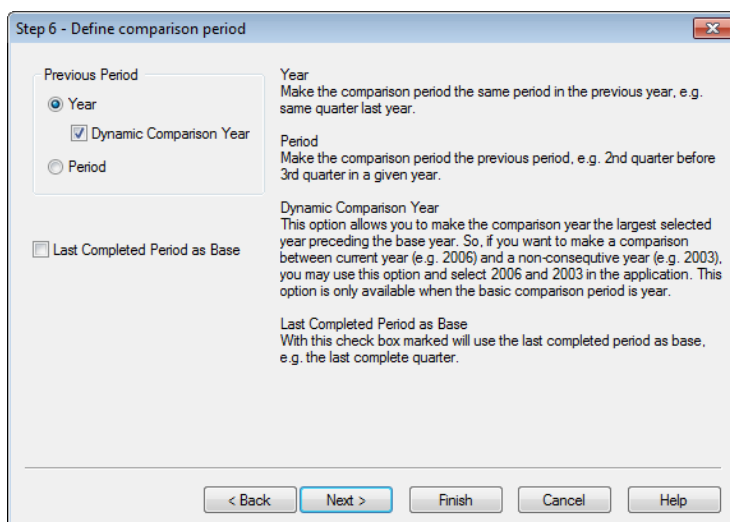 Step 6 - Define comparison period
Previous Period
Year
Dynamic Comparison Year
Period
Last Completed Period as Base
Year
Make the comparison period the same period in the previous year, e.g.
same quarter last year.
Period
Make the comparison period the previous period, e.g. 2nd quarter before
3rd quarter in a given year.
Dynamic Comparison Year
This option allows you to make the comparison year the largest selected
year preceding the base year. So, if you want to make a comparison
between current year (e.g. 2006) and a non-consequtive year (e.g. 2003),
you may use this option and select 2006 and 2003 in the application. This
option is only available when the basic comparison period is year.
Last Completed Period as Base
With this check box marked will use the last completed period as base,
e.g. the last complete quarter.
< Back
Next >
Finish
Cancel
Help